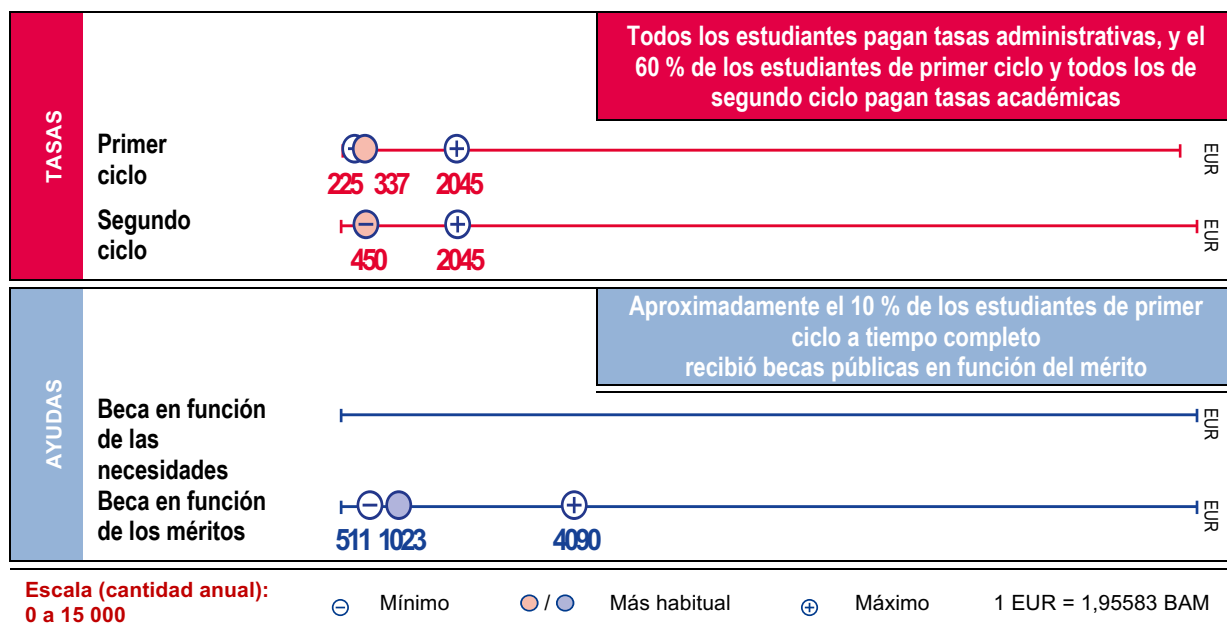 Todos los estudiantes pagan tasas administrativas, y el
60 % de los estudiantes de primer ciclo y todos los de
segundo ciclo pagan tasas académicas
TASAS
Primer
ciclo
225 337 2045
EUR
Segundo
ciclo
450 2045
EUR
Aproximadamente el 10 % de los estudiantes de primer
ciclo a tiempo completo
recibió becas públicas en función del mérito
AYUDAS
Beca en función
de las
necesidades
EUR
Beca en función
de los méritos
511 1023 4090
EUR
Escala (cantidad anual):
0 a 15 000
Mínimo / Más habitual Máximo 1 EUR = 1,95583 BAM